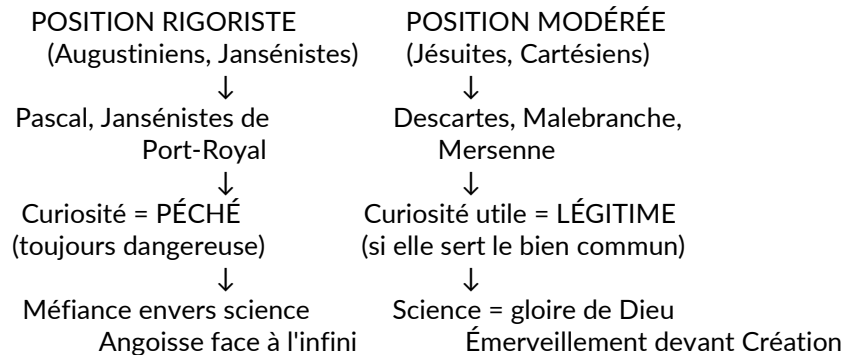 POSITION RIGORISTE
(Augustiniens, Jansénistes)
↓
Pascal, Jansénistes de
Port-Royal
↓
Curiosité = PÉCHÉ
(toujours dangereuse)
↓
Méfiance envers science
Angoisse face à l'infini
POSITION MODÉRÉE
(Jésuites, Cartésiens)
↓
Descartes, Malebranche,
Mersenne
↓
Curiosité utile = LÉGITIME
(si elle sert le bien commun)
↓
Science = gloire de Dieu
Émerveillement devant Création